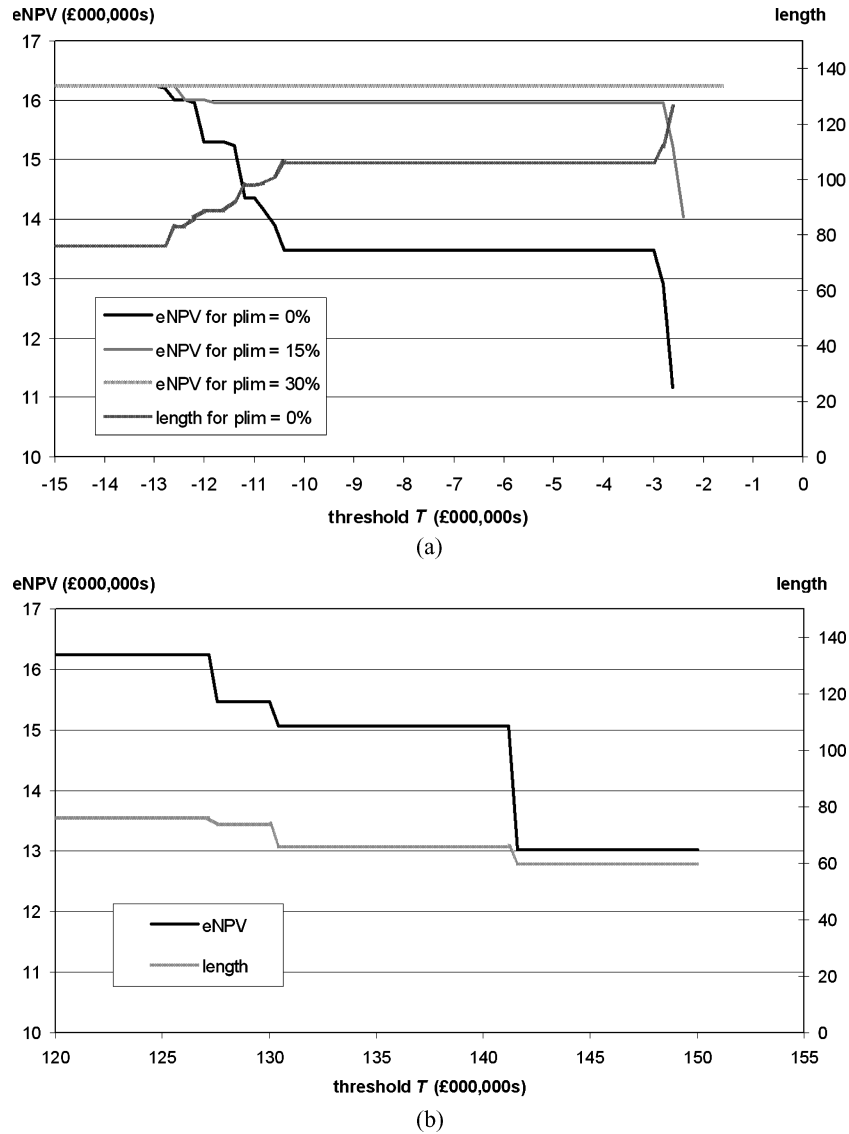 eNPV (£000,000s) length
17
16
15
14
13
12
11
10
140
120
100
80
60
40
20
0
eNPV for plim = 0%
eNPV for plim = 15%
eNPV for plim = 30%
length for plim = 0%
-15 -14 -13 -12 -11 -10 -9 -8 -7 -6 -5 -4 -3 -2 -1 0
threshold T (£000,000s)
(a)
eNPV (£000,000s) length
17
16
15
14
13
12
11
10
140
120
100
80
60
40
20
0
eNPV
length
120 125 130 135 140 145 150 155
threshold T (£000,000s)
(b)